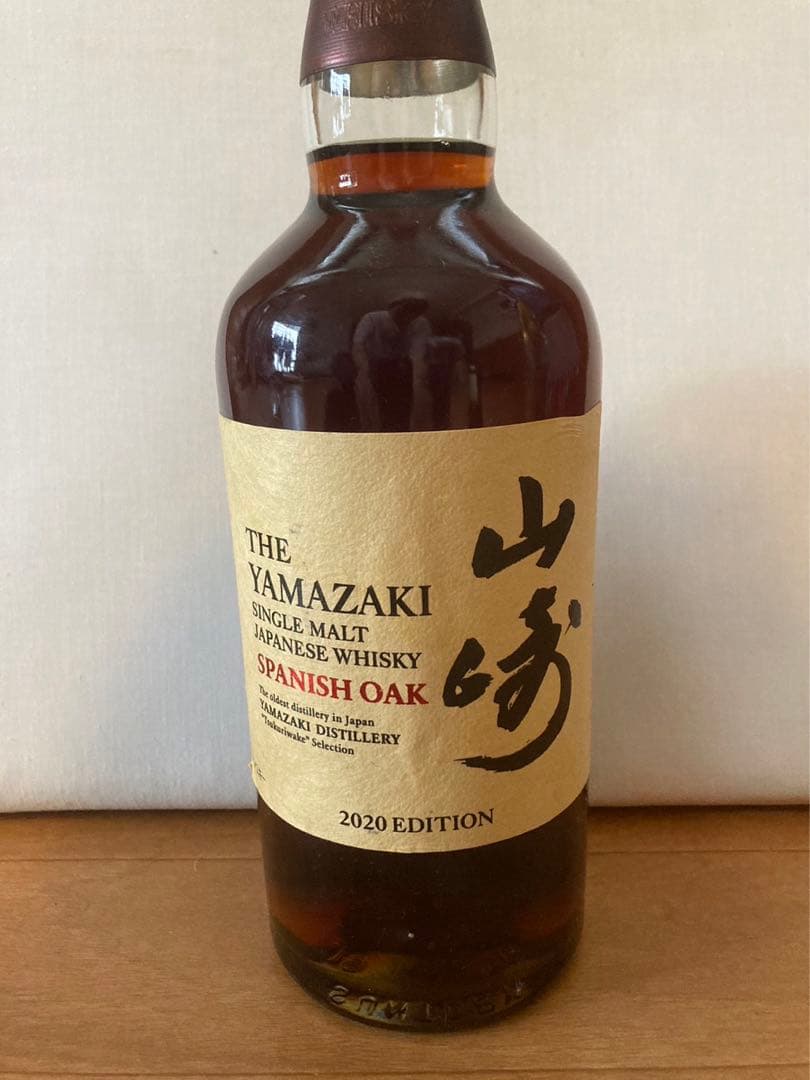 THE
YAMAZAKI
SINGLE MALT
JAPANESE WHISKY
SPANISH OAK
The oldest distillery in Japan
YAMAZAKI DISTILLERY
"Tsukuriwake" Selection
山崎
2020 EDITION